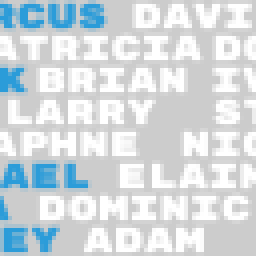 RCUS DAVI
ATRICIA DO
K BRIAN IV
LARRY ST
APHNE NIC
AEL ELAIN
A DOMINIC
EY ADAM